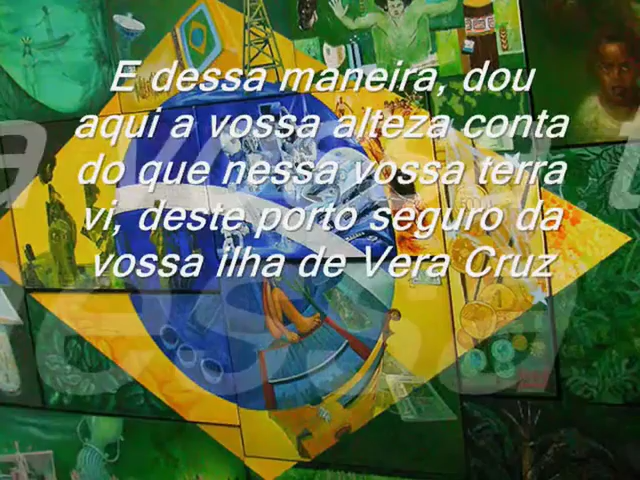 E dessa maneira, dou
aqui a vossa alteza conta
do que nessa vossa terra
vi, deste porto seguro da
vossa ilha de Vera Cruz